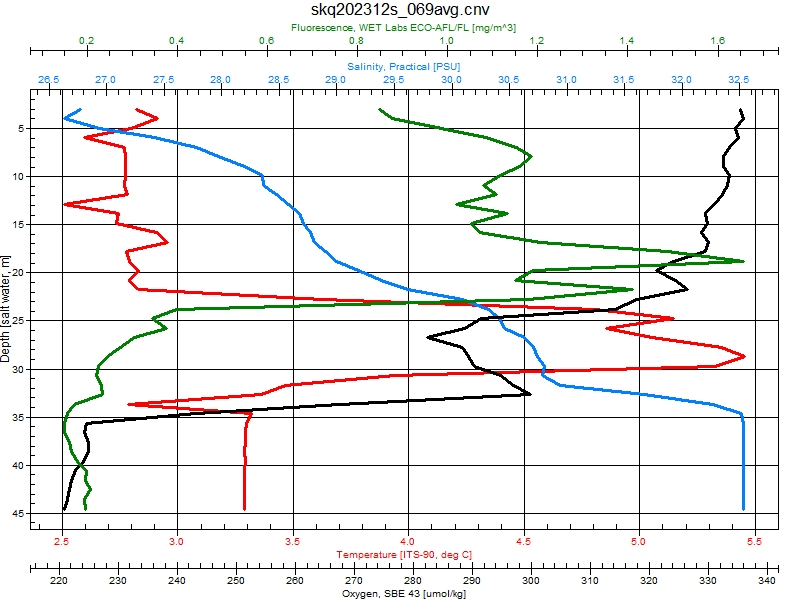 skq202312s_069avg.cnv
Fluorescence, WET Labs ECO-AFL/FL [mg/m^3]
0.2 0.4 0.6 0.8 1.0 1.2 1.4 1.6
Salinity, Practical [PSU]
26.5 27.0 27.5 28.0 28.5 29.0 29.5 30.0 30.5 31.0 31.5 32.0 32.5
Depth [salt water, m]
5
10
15
20
25
30
35
40
45
2.5 3.0 3.5 4.0 4.5 5.0 5.5
Temperature [ITS-90, deg C]
220 230 240 250 260 270 280 290 300 310 320 330 340
Oxygen, SBE 43 [umol/kg]